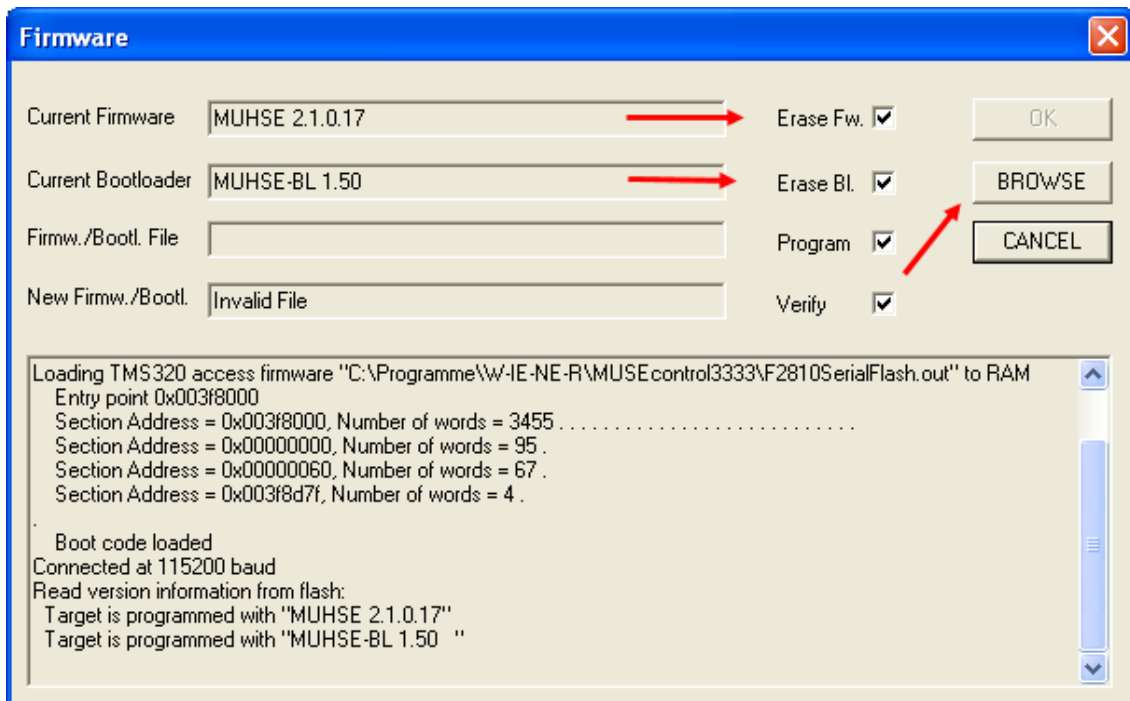 Firmware
Current Firmware MUHSE 2.1.0.17 Erase Fw. OK
Current Bootloader MUHSE-BL 1.50 Erase Bl. BROWSE
Firmw./Bootl. File Program CANCEL
New Firmw./Bootl. Invalid File Verify
Loading TMS320 access firmware "C:\Programme\W-IE-NE-R\MUSEcontrol3333\F2810SerialFlash.out" to RAM
Entry point 0x003f8000
Section Address = 0x003f8000, Number of words = 3455 . . . . . . . . . . . . . . . . . . . . . . . . . . .
Section Address = 0x00000000, Number of words = 95 .
Section Address = 0x00000060, Number of words = 67 .
Section Address = 0x003f8d7f, Number of words = 4 .
.
Boot code loaded
Connected at 115200 baud
Read version information from flash:
Target is programmed with "MUHSE 2.1.0.17"
Target is programmed with "MUHSE-BL 1.50   "